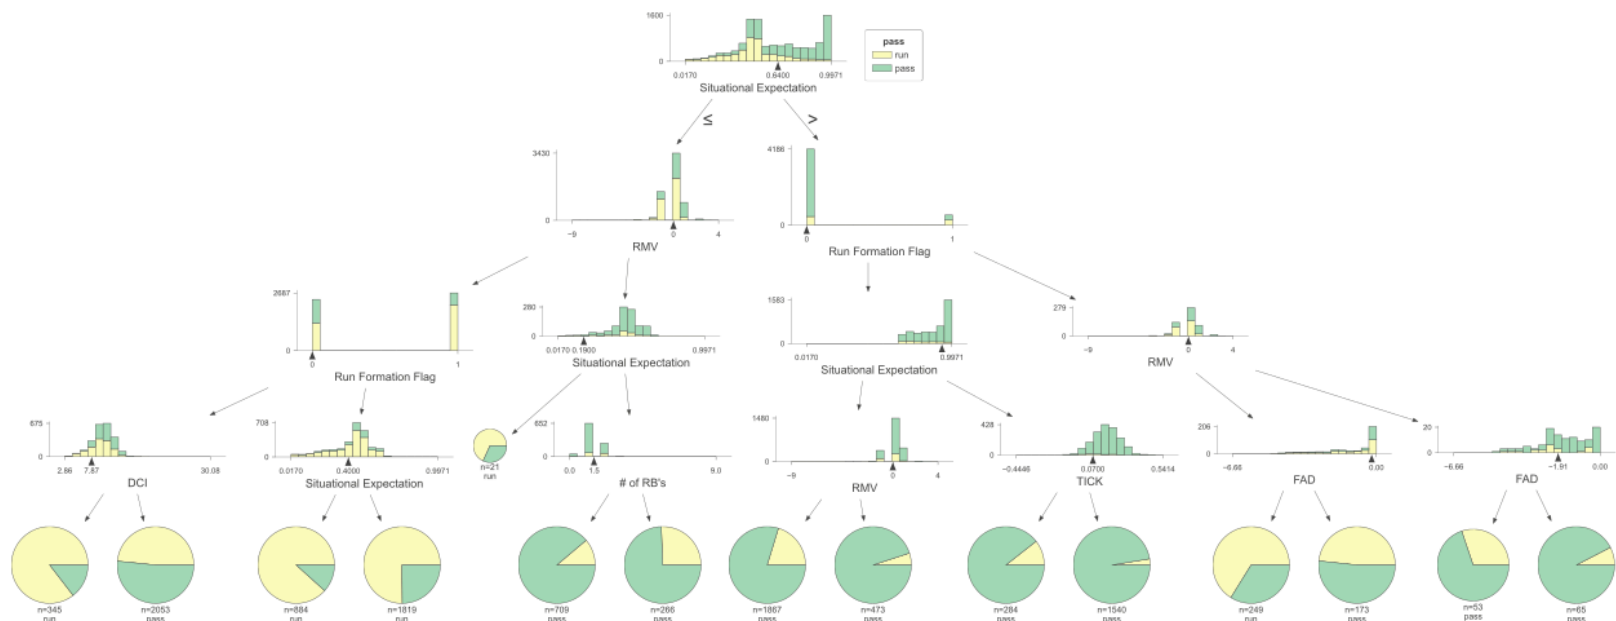 1600
0
0.0170
0.6400
0.9971
Situational Expectation
pass
run
pass
≤
>
3430
0
−9
0
4
RMV
4186
0
0
1
Run Formation Flag
2687
0
0
1
Run Formation Flag
280
0
0.0170 0.1900
0.9971
Situational Expectation
1583
0
0.0170
0.9971
Situational Expectation
279
0
−9
0
4
RMV
675
0
2.86
7.87
30.08
DCI
708
0
0.0170
0.4000
0.9971
Situational Expectation
n=21
run
652
0
0.0
1.5
9.0
# of RB's
1480
0
−9
0
4
RMV
428
0
−0.4446
0.0700
0.5414
TICK
206
0
−6.66
0.00
FAD
20
0
−6.66
−1.91
0.00
FAD
n=345
run
n=2053
pass
n=884
run
n=1819
run
n=709
pass
n=266
pass
n=1867
pass
n=473
pass
n=284
pass
n=1540
pass
n=249
run
n=173
pass
n=53
pass
n=65
pass